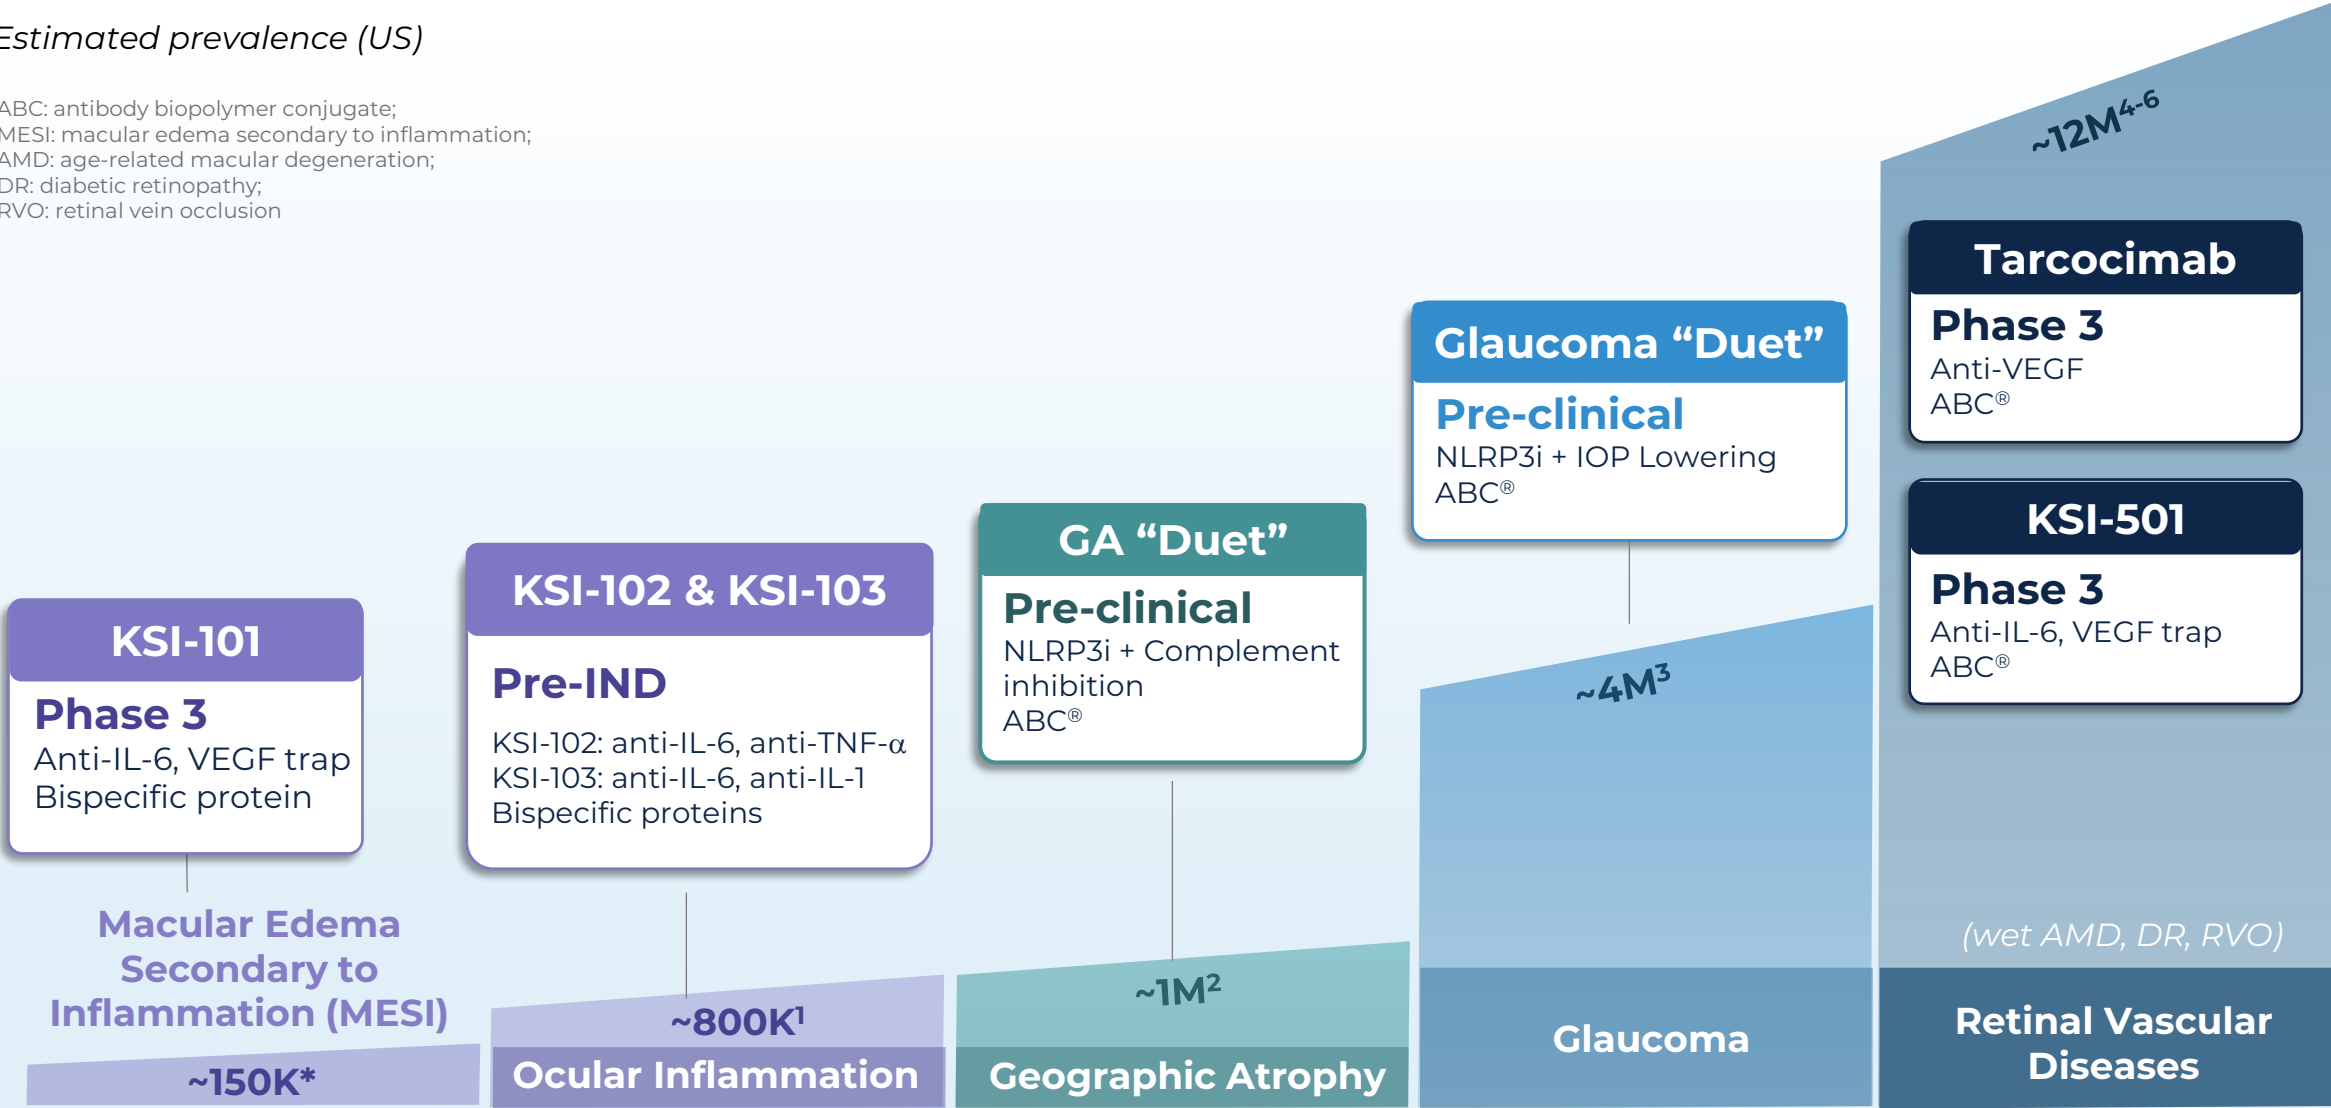 Estimated prevalence (US)
ABC: antibody biopolymer conjugate;
MESI: macular edema secondary to inflammation;
AMD: age-related macular degeneration;
DR: diabetic retinopathy;
RVO: retinal vein occlusion
KSI-101
Phase 3
Anti-IL-6, VEGF trap
Bispecific protein
Macular Edema
Secondary to
Inflammation (MESI)
~150K*
KSI-102 & KSI-103
Pre-IND
KSI-102: anti-IL-6, anti-TNF-α
KSI-103: anti-IL-6, anti-IL-1
Bispecific proteins
~800K¹
Ocular Inflammation
GA “Duet”
Pre-clinical
NLRP3i + Complement
inhibition
ABC®
~1M²
Geographic Atrophy
Glaucoma “Duet”
Pre-clinical
NLRP3i + IOP Lowering
ABC®
~4M³
Glaucoma
~12M⁴⁻⁶
Tarcocimab
Phase 3
Anti-VEGF
ABC®
KSI-501
Phase 3
Anti-IL-6, VEGF trap
ABC®
(wet AMD, DR, RVO)
Retinal Vascular
Diseases